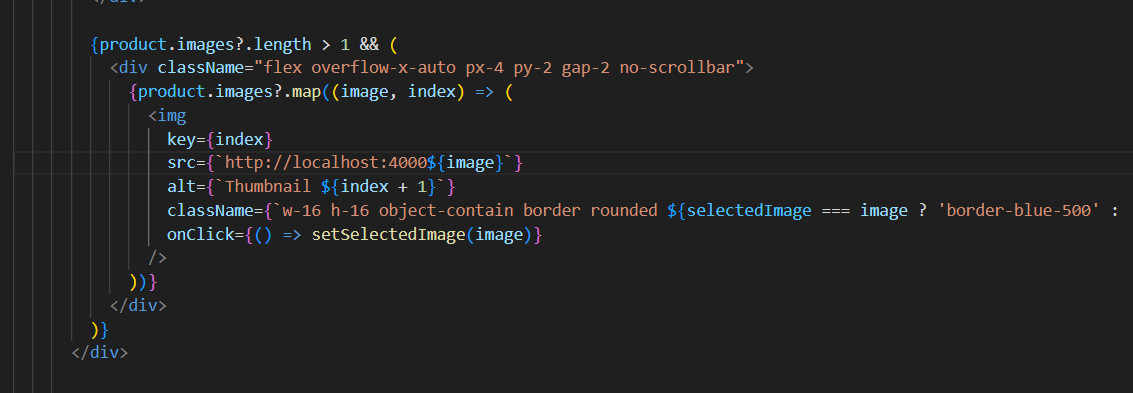 </div>
{product.images?.length > 1 && (
<div className="flex overflow-x-auto px-4 py-2 gap-2 no-scrollbar">
{product.images?.map((image, index) => (
<img
key={index}
src={`http://localhost:4000${image}`}
alt={`Thumbnail ${index + 1}`}
className={`w-16 h-16 object-contain border rounded ${selectedImage === image ? 'border-blue-500' :
onClick={() => setSelectedImage(image)}
/>
))}
</div>
)}
</div>